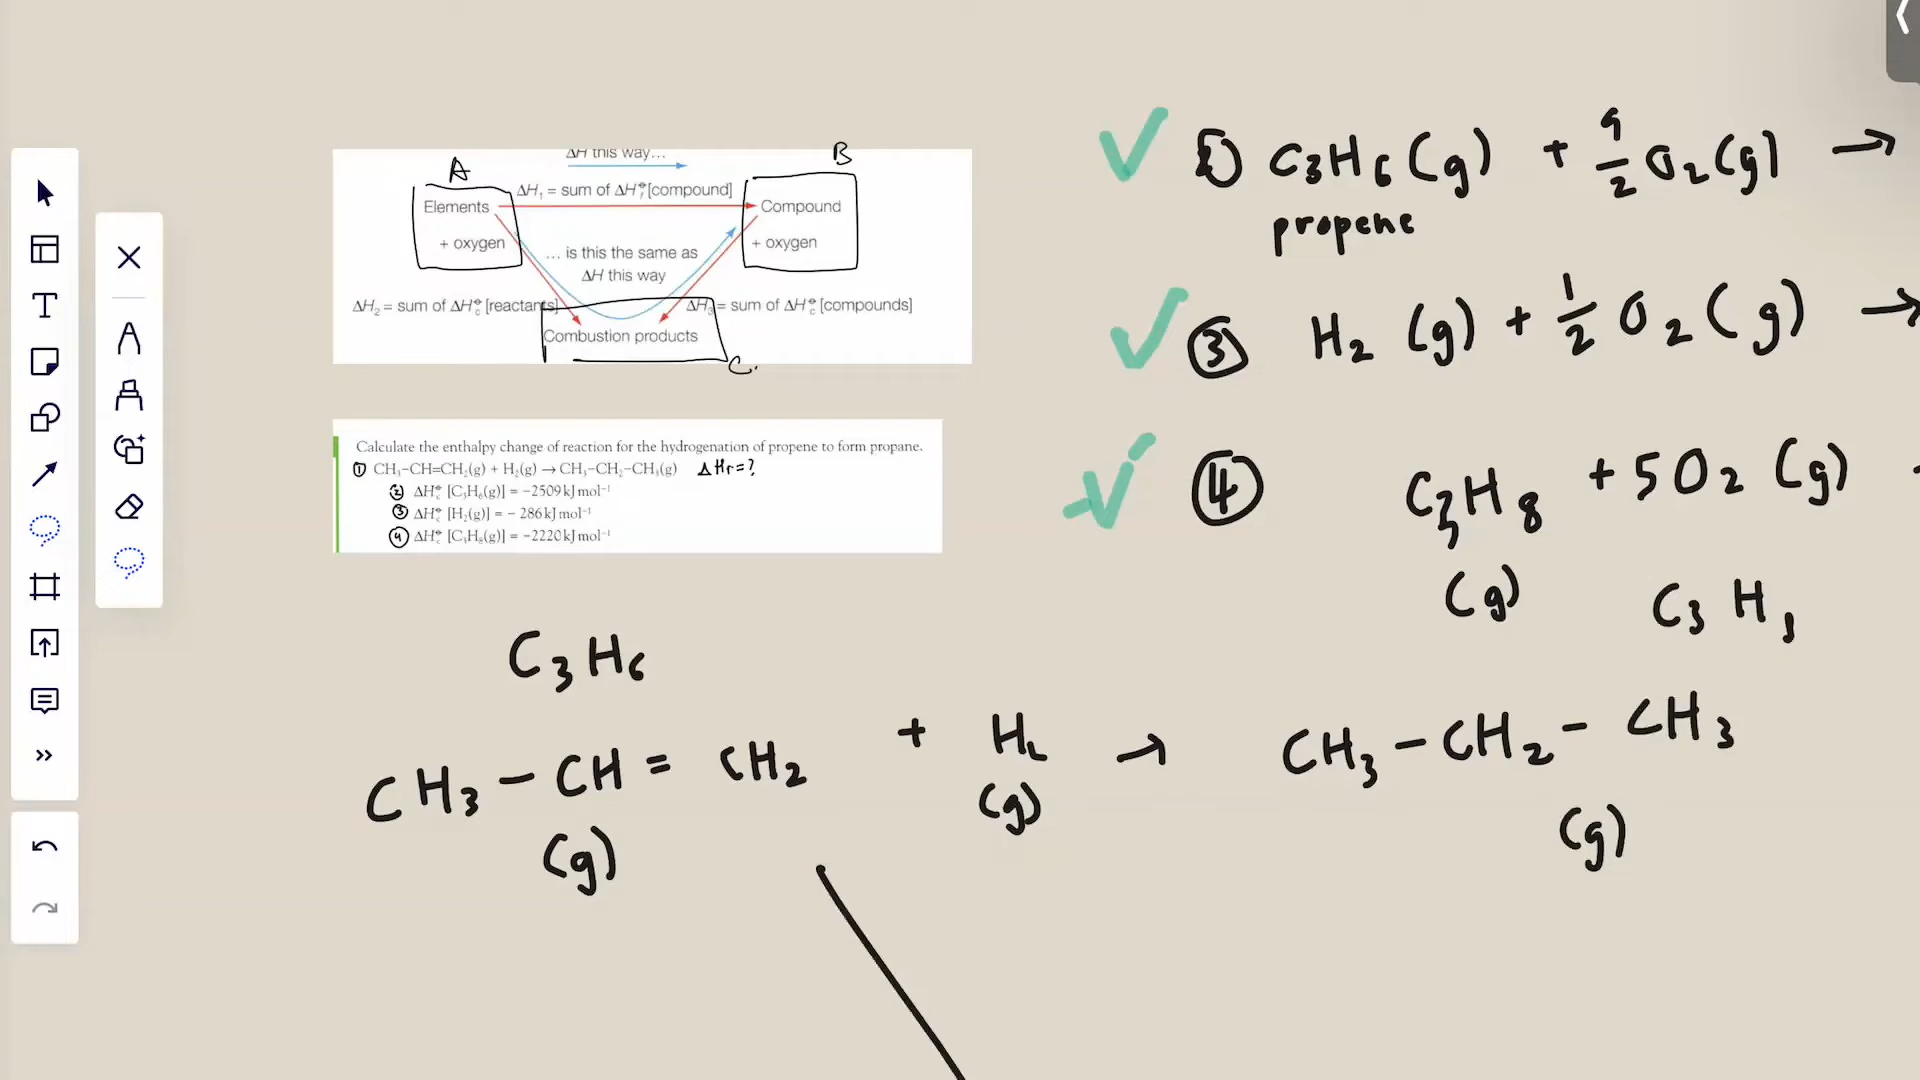 A
B
ΔH this way...
ΔH₁ = sum of ΔH⦵f [compound]
Elements
+ oxygen
Compound
+ oxygen
... is this the same as
ΔH this way
ΔH₂ = sum of ΔH⦵c [reactants]
ΔH₃ = sum of ΔH⦵c [compounds]
Combustion products
C.
Calculate the enthalpy change of reaction for the hydrogenation of propene to form propane.
① CH₃–CH=CH₂(g) + H₂(g) → CH₃–CH₂–CH₃(g) ΔHr = ?
② ΔH⦵c [C₃H₆(g)] = −2509 kJ mol⁻¹
③ ΔH⦵c [H₂(g)] = − 286 kJ mol⁻¹
④ ΔH⦵c [C₃H₈(g)] = −2220 kJ mol⁻¹
C₃H₆(g) + 9/2 O₂(g) →
propene
③ H₂(g) + 1/2 O₂(g) →
④ C₃H₈ + 5O₂(g)
(g)
C₃H
C₃H₆
CH₃ – CH = CH₂ + H₂ → CH₃ – CH₂ – CH₃
(g) (g) (g)
T